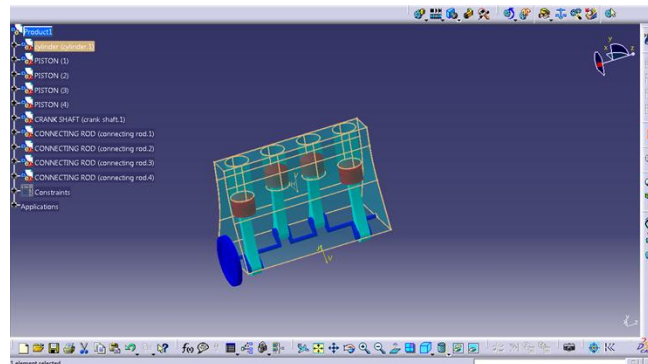 Product1
cylinder (cylinder.1)
PISTON (1)
PISTON (2)
PISTON (3)
PISTON (4)
CRANK SHAFT (crank shaft.1)
CONNECTING ROD (connecting rod.1)
CONNECTING ROD (connecting rod.2)
CONNECTING ROD (connecting rod.3)
CONNECTING ROD (connecting rod.4)
Constraints
Applications
y
x
z
f(x)
1 element selected